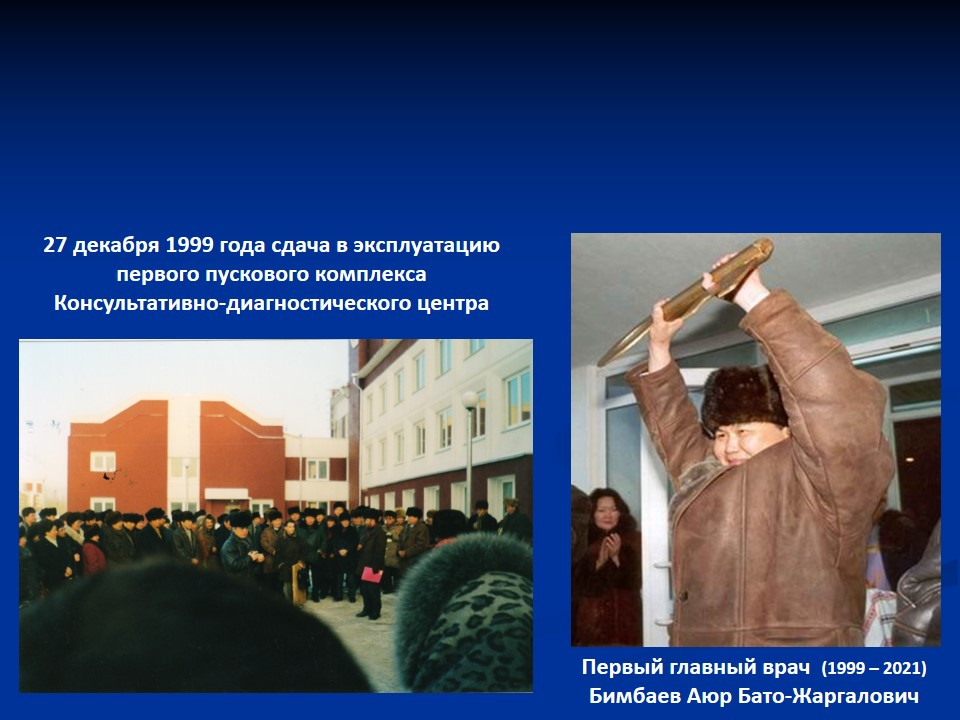 27 декабря 1999 года сдача в эксплуатацию
первого пускового комплекса
Консультативно-диагностического центра
Первый главный врач (1999 – 2021)
Бимбаев Аюр Бато-Жаргалович